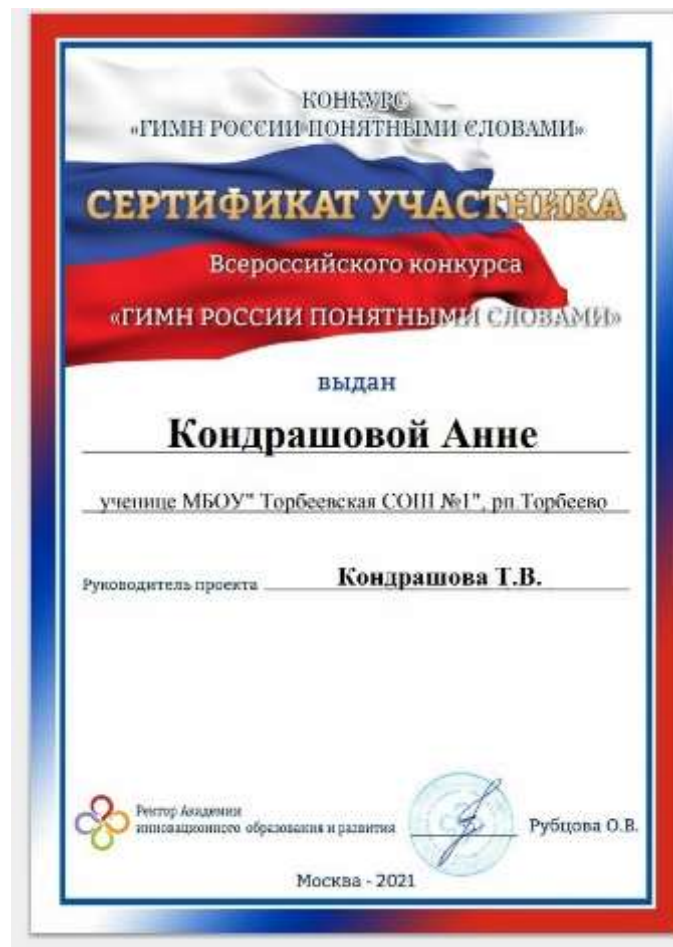 КОНКУРС
«ГИМН РОССИИ ПОНЯТНЫМИ СЛОВАМИ»
СЕРТИФИКАТ УЧАСТНИКА
Всероссийского конкурса
«ГИМН РОССИИ ПОНЯТНЫМИ СЛОВАМИ»
выдан
Кондрашовой Анне
ученице МБОУ" Торбеевская СОШ №1", рп Торбеево
Руководитель проекта Кондрашова Т.В.
Ректор Академии
инновационного образования и развития
Рубцова О.В.
Москва - 2021